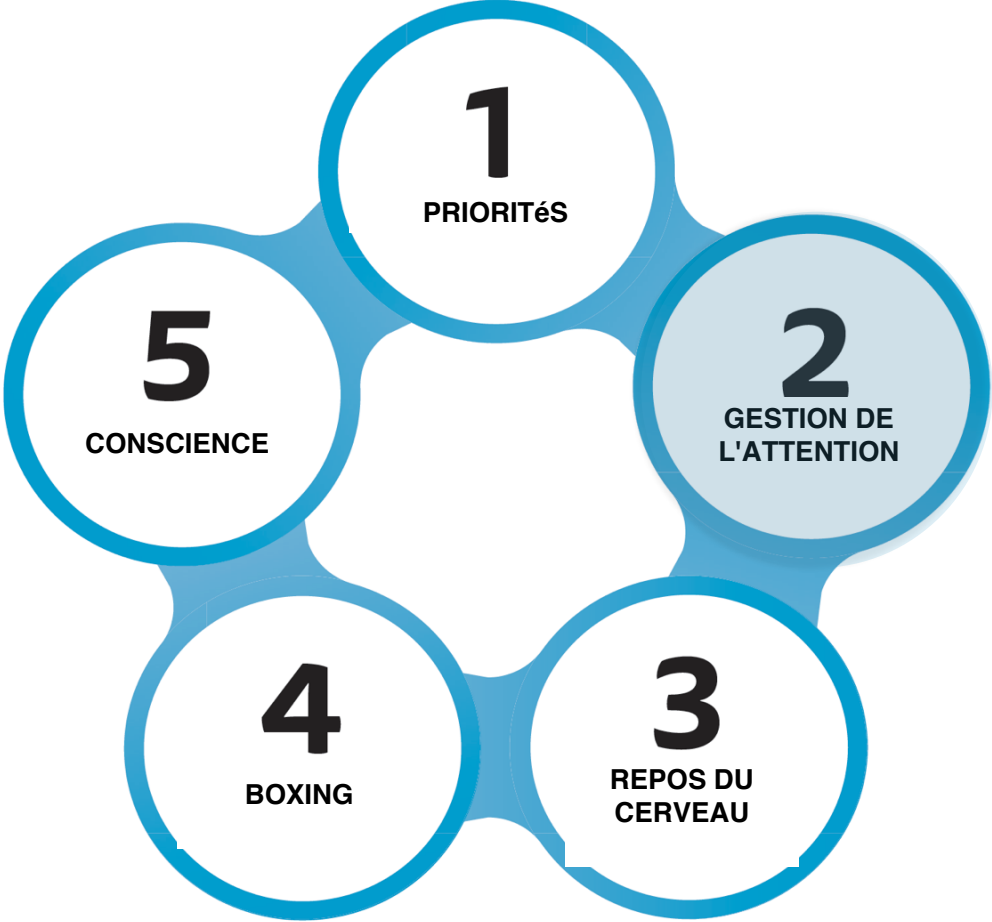 1
PRIORITéS
2
GESTION DE
L'ATTENTION
3
REPOS DU
CERVEAU
4
BOXING
5
CONSCIENCE